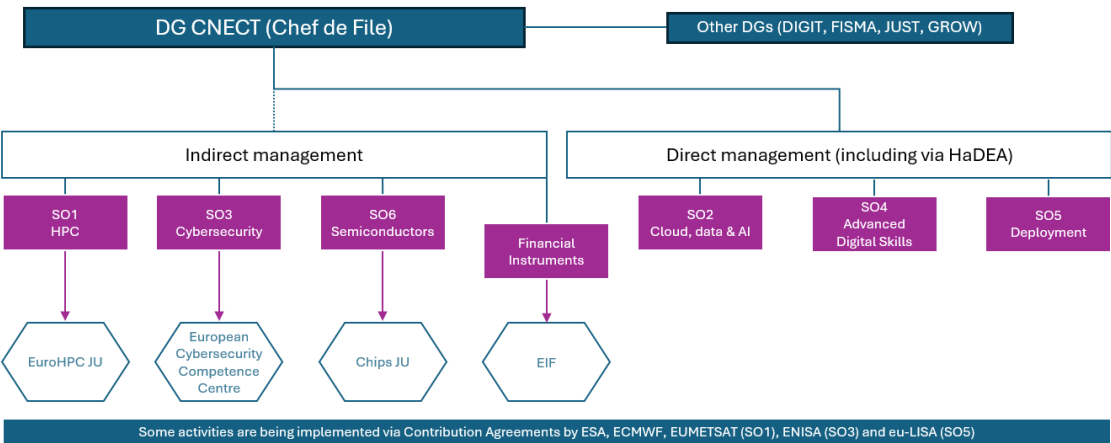 DG CNECT (Chef de File)
Other DGs (DIGIT, FISMA, JUST, GROW)
Indirect management
Direct management (including via HaDEA)
SO1
HPC
SO3
Cybersecurity
SO6
Semiconductors
Financial
Instruments
SO2
Cloud, data & AI
SO4
Advanced
Digital Skills
SO5
Deployment
EuroHPC JU
European
Cybersecurity
Competence
Centre
Chips JU
EIF
Some activities are being implemented via Contribution Agreements by ESA, ECMWF, EUMETSAT (SO1), ENISA (SO3) and eu-LISA (SO5)